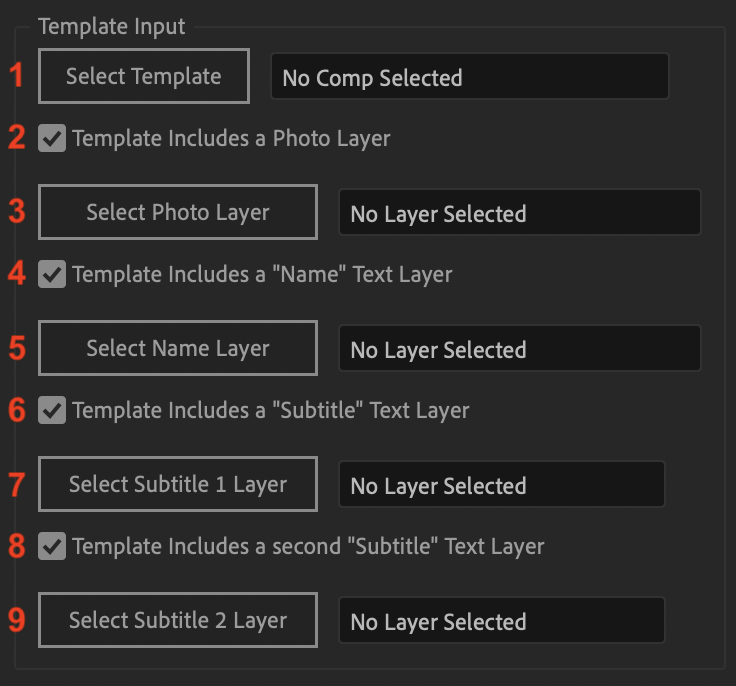 Template Input
1 Select Template No Comp Selected
2 Template Includes a Photo Layer
3 Select Photo Layer No Layer Selected
4 Template Includes a "Name" Text Layer
5 Select Name Layer No Layer Selected
6 Template Includes a "Subtitle" Text Layer
7 Select Subtitle 1 Layer No Layer Selected
8 Template Includes a second "Subtitle" Text Layer
9 Select Subtitle 2 Layer No Layer Selected